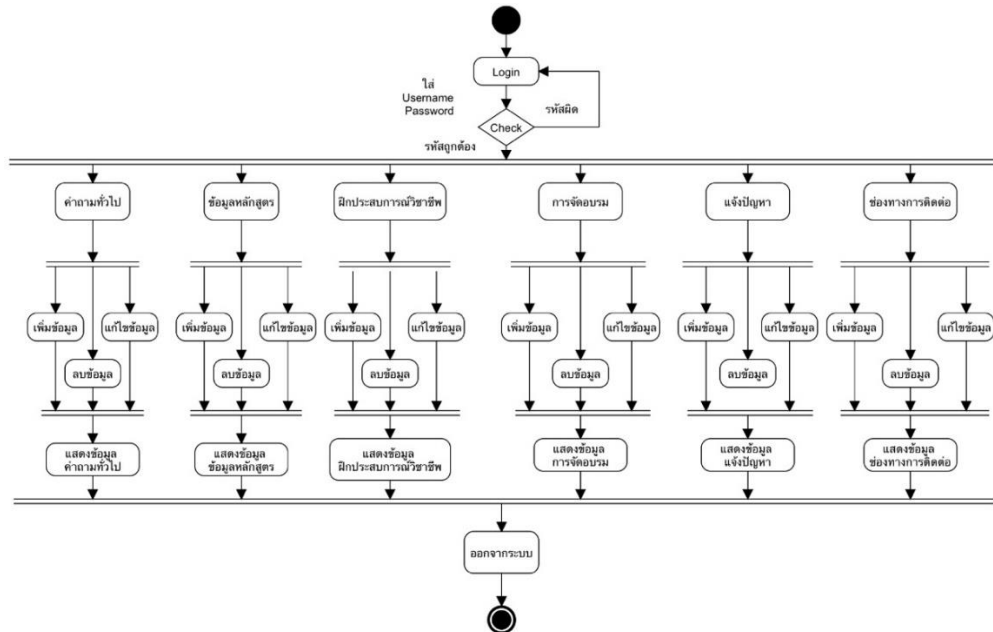 Login
ใส่
Username
Password
รหัสผิด
Check
รหัสถูกต้อง
คำถามทั่วไป
ข้อมูลหลักสูตร
ฝึกประสบการณ์วิชาชีพ
การจัดอบรม
แจ้งปัญหา
ช่องทางการติดต่อ
เพิ่มข้อมูล
แก้ไขข้อมูล
เพิ่มข้อมูล
แก้ไขข้อมูล
เพิ่มข้อมูล
แก้ไขข้อมูล
เพิ่มข้อมูล
แก้ไขข้อมูล
เพิ่มข้อมูล
แก้ไขข้อมูล
เพิ่มข้อมูล
แก้ไขข้อมูล
ลบข้อมูล
ลบข้อมูล
ลบข้อมูล
ลบข้อมูล
ลบข้อมูล
ลบข้อมูล
แสดงข้อมูล
คำถามทั่วไป
แสดงข้อมูล
ข้อมูลหลักสูตร
แสดงข้อมูล
ฝึกประสบการณ์วิชาชีพ
แสดงข้อมูล
การจัดอบรม
แสดงข้อมูล
แจ้งปัญหา
แสดงข้อมูล
ช่องทางการติดต่อ
ออกจากระบบ